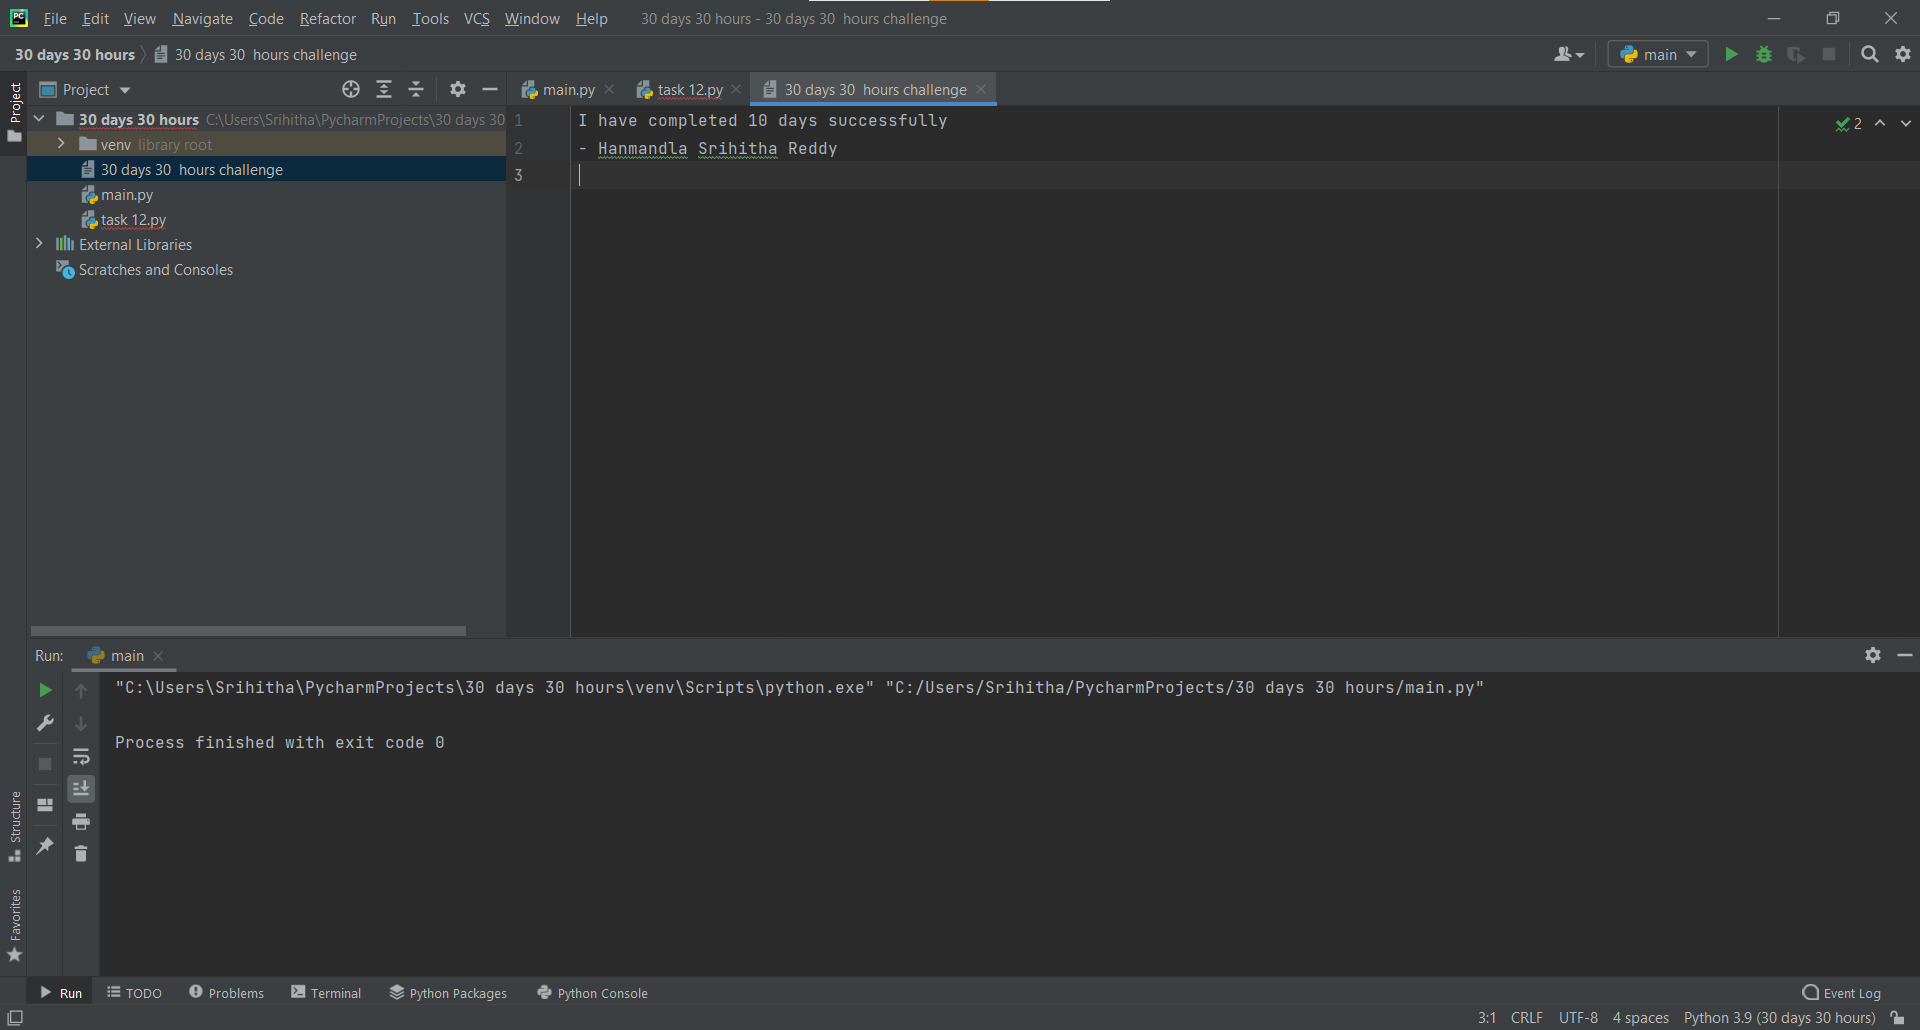 PC File Edit View Navigate Code Refactor Run Tools VCS Window Help 30 days 30 hours - 30 days 30  hours challenge
30 days 30 hours 30 days 30  hours challenge main
Project Project main.py task 12.py 30 days 30  hours challenge
30 days 30 hours C:\Users\Srihitha\PycharmProjects\30 days 30
venv library root
30 days 30  hours challenge
main.py
task 12.py
External Libraries
Scratches and Consoles
1 I have completed 10 days successfully 2
2 - Hanmandla Srihitha Reddy
3
Run: main
"C:\Users\Srihitha\PycharmProjects\30 days 30 hours\venv\Scripts\python.exe" "C:/Users/Srihitha/PycharmProjects/30 days 30 hours/main.py"
Process finished with exit code 0
Structure
Favorites
Run TODO Problems Terminal Python Packages Python Console Event Log
3:1 CRLF UTF-8 4 spaces Python 3.9 (30 days 30 hours)